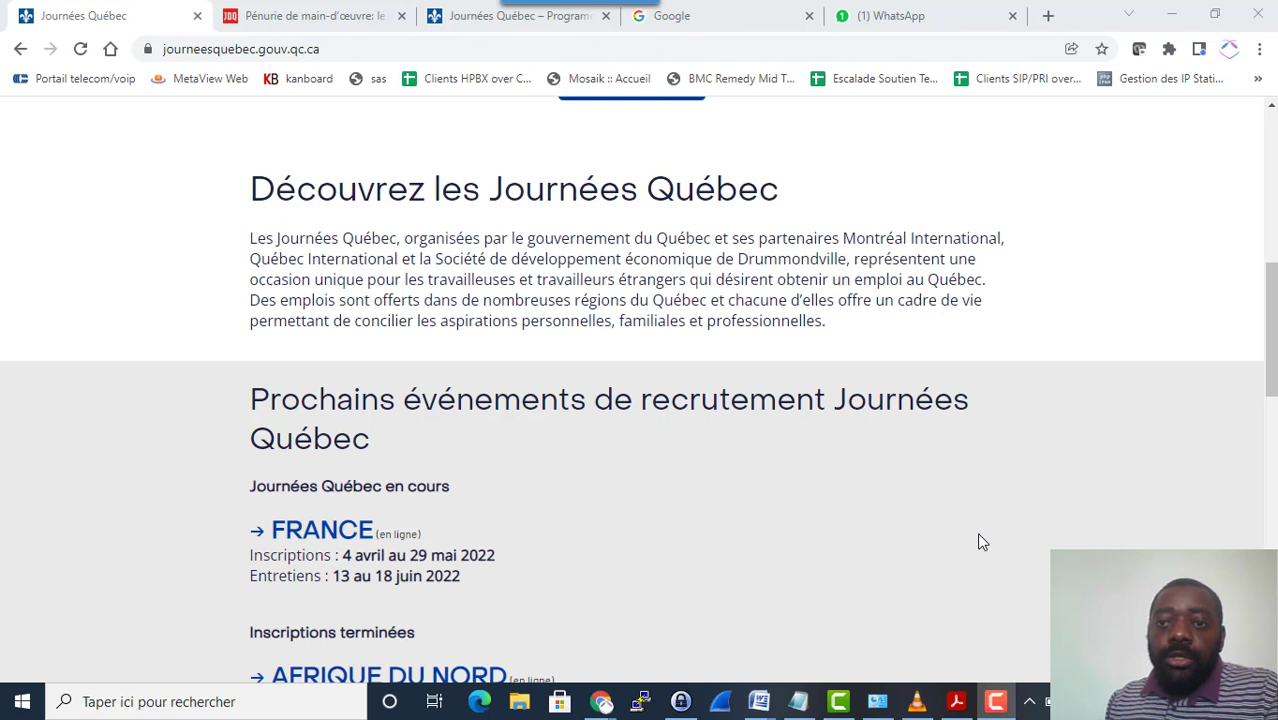 Journées Québec
JDQ Pénurie de main-d'œuvre le
Journées Québec – Program
Google
(1) WhatsApp
journeesquebec.gouv.qc.ca
Portail telecom/voip
MetaView Web
KB kanboard
sas
Clients HPBX over C...
Mosaik :: Accueil
BMC Remedy Mid T...
Escalade Soutien Te...
Clients SIP/PRI over...
Gestion des IP Stati...
»
Découvrez les Journées Québec
Les Journées Québec, organisées par le gouvernement du Québec et ses partenaires Montréal International,
Québec International et la Société de développement économique de Drummondville, représentent une
occasion unique pour les travailleuses et travailleurs étrangers qui désirent obtenir un emploi au Québec.
Des emplois sont offerts dans de nombreuses régions du Québec et chacune d'elles offre un cadre de vie
permettant de concilier les aspirations personnelles, familiales et professionnelles.
Prochains événements de recrutement Journées
Québec
Journées Québec en cours
→ FRANCE (en ligne)
Inscriptions : 4 avril au 29 mai 2022
Entretiens : 13 au 18 juin 2022
Inscriptions terminées
→ AFRIQUE DU NORD (en ligne)
Taper ici pour rechercher